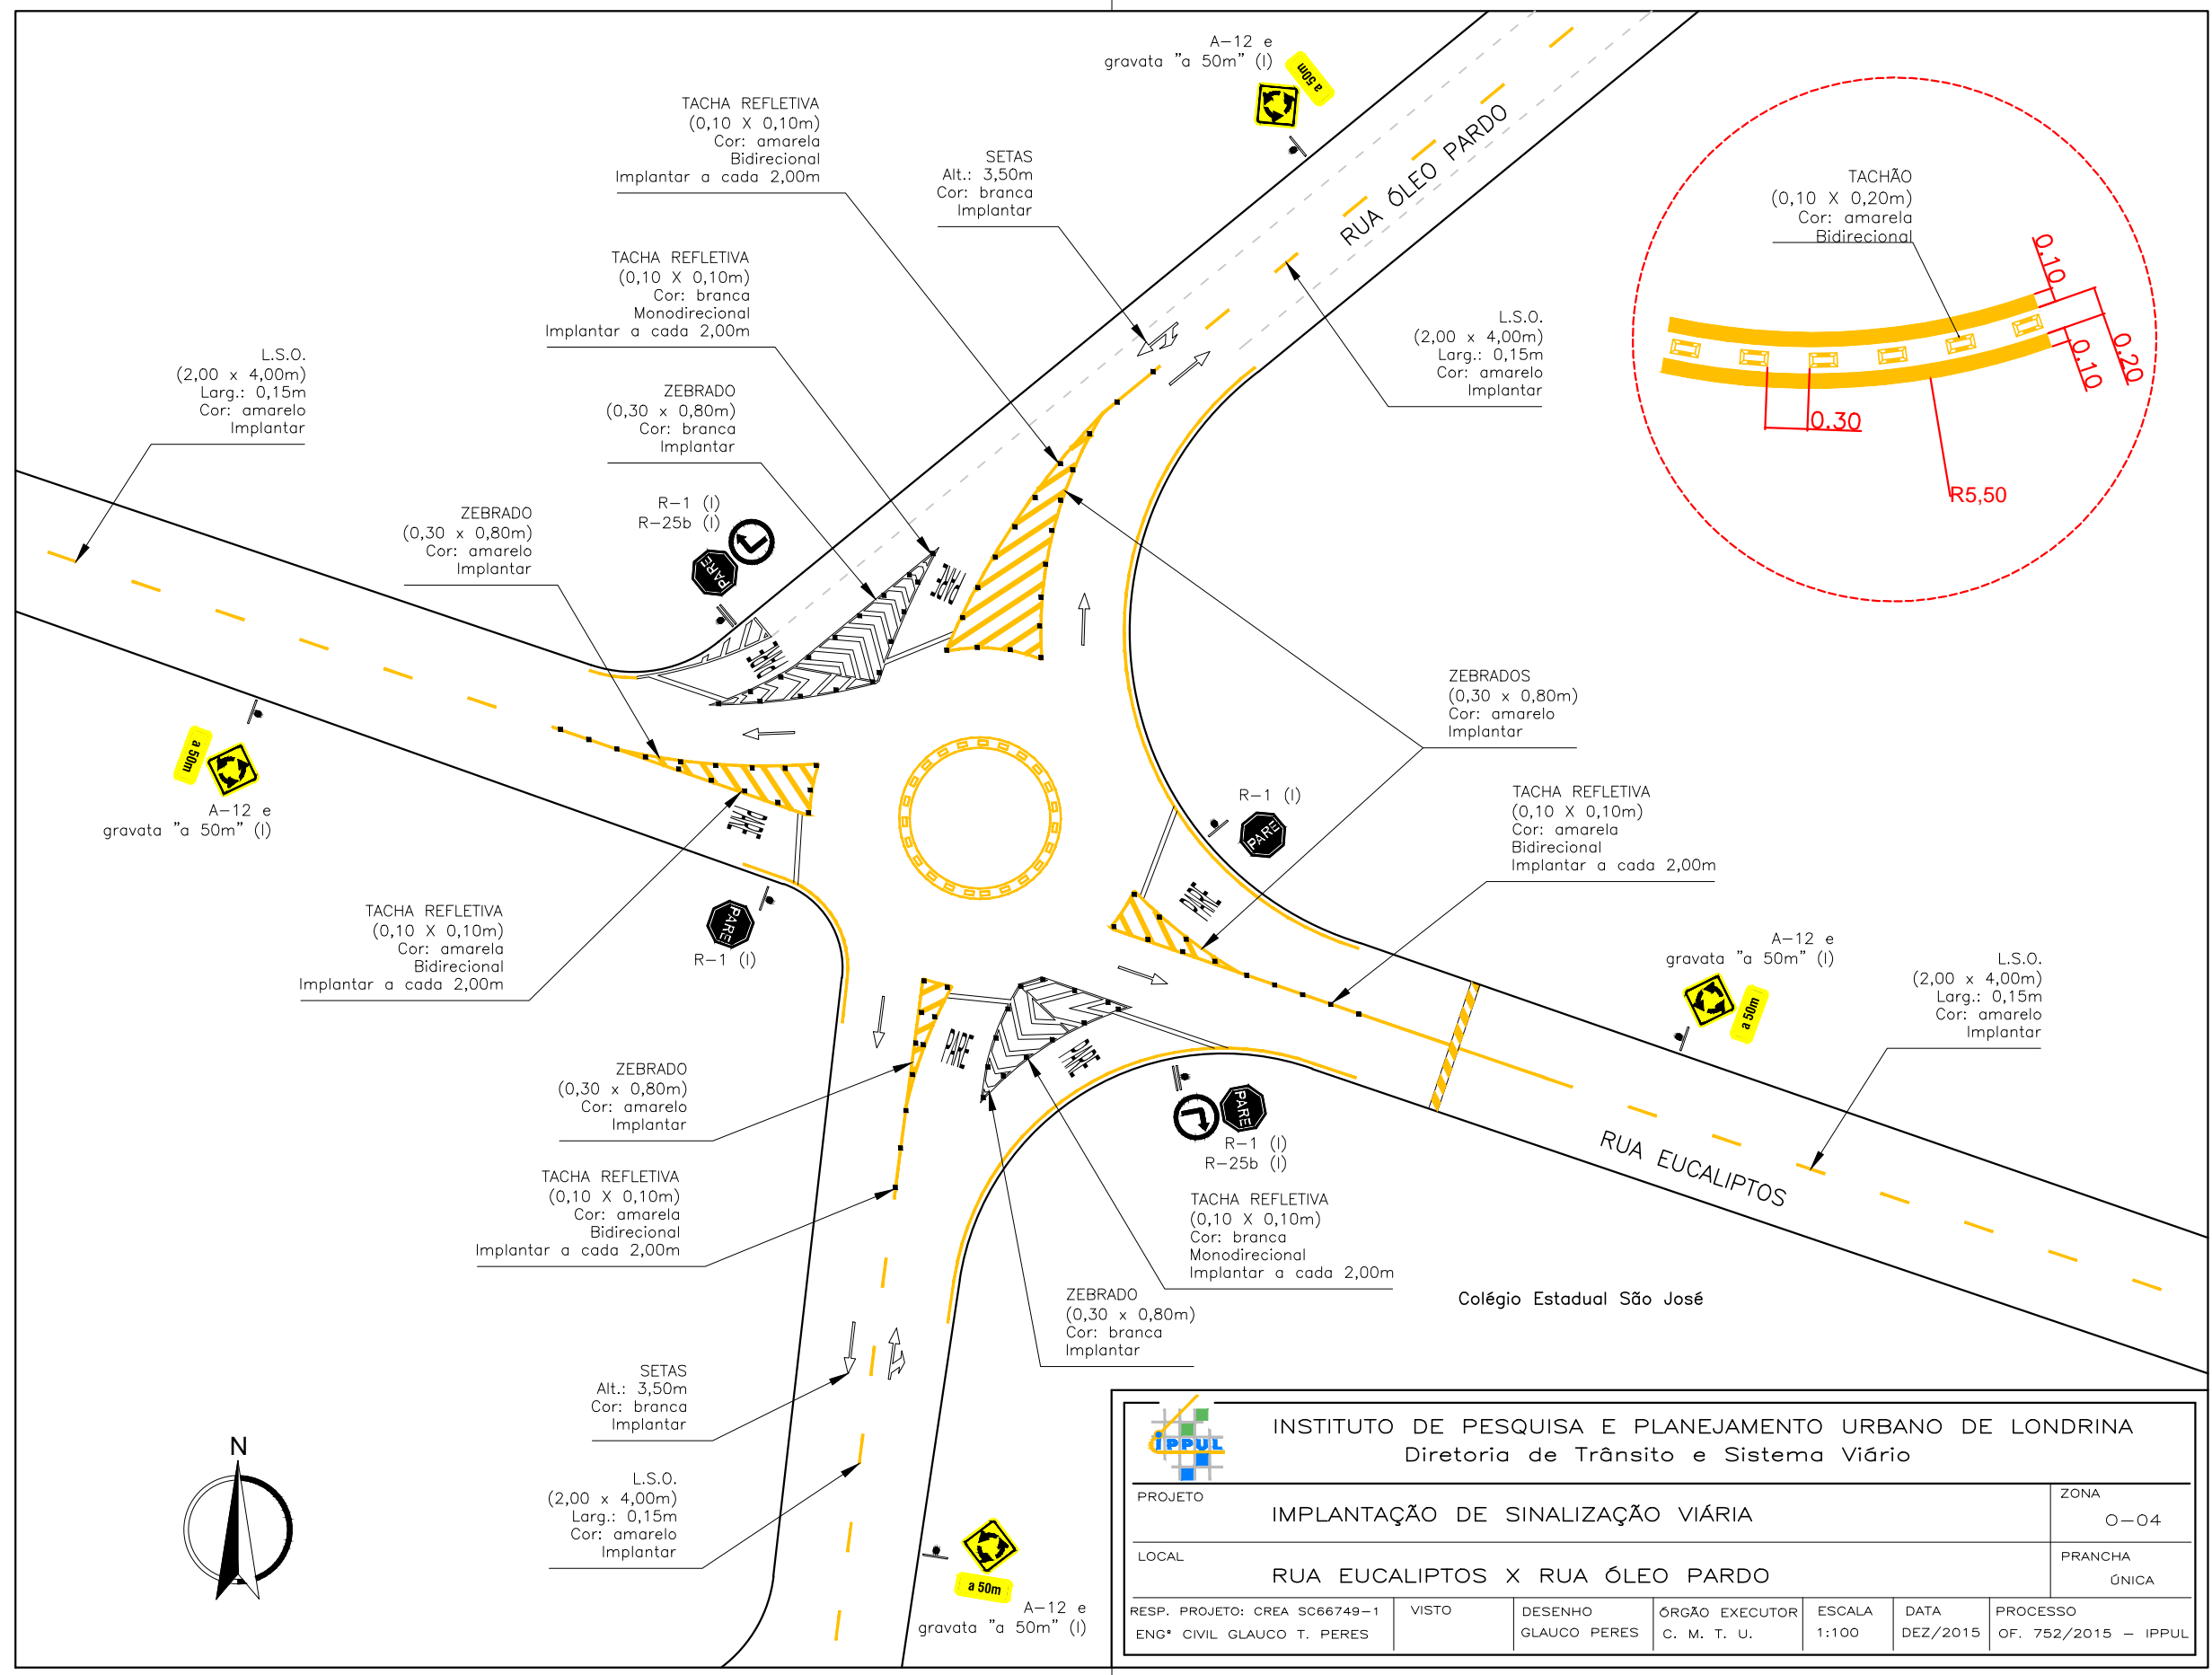 A-12 e
gravata "a 50m" (I)
a 50m
TACHA REFLETIVA
(0,10 X 0,10m)
Cor: amarela
Bidirecional
Implantar a cada 2,00m
SETAS
Alt.: 3,50m
Cor: branca
Implantar
RUA ÓLEO PARDO
TACHÃO
(0,10 X 0,20m)
Cor: amarela
Bidirecional
0.10
0.20
0.10
0.30
R5,50
TACHA REFLETIVA
(0,10 X 0,10m)
Cor: branca
Monodirecional
Implantar a cada 2,00m
L.S.O.
(2,00 x 4,00m)
Larg.: 0,15m
Cor: amarelo
Implantar
L.S.O.
(2,00 x 4,00m)
Larg.: 0,15m
Cor: amarelo
Implantar
ZEBRADO
(0,30 x 0,80m)
Cor: branca
Implantar
R-1 (I)
R-25b (I)
PARE
ZEBRADO
(0,30 x 0,80m)
Cor: amarelo
Implantar
PARE
PARE
ZEBRADOS
(0,30 x 0,80m)
Cor: amarelo
Implantar
a 50m
A-12 e
gravata "a 50m" (I)
PARE
R-1 (I)
PARE
PARE
TACHA REFLETIVA
(0,10 X 0,10m)
Cor: amarela
Bidirecional
Implantar a cada 2,00m
TACHA REFLETIVA
(0,10 X 0,10m)
Cor: amarela
Bidirecional
Implantar a cada 2,00m
PARE
R-1 (I)
A-12 e
gravata "a 50m" (I)
a 50m
L.S.O.
(2,00 x 4,00m)
Larg.: 0,15m
Cor: amarelo
Implantar
PARE
PARE
ZEBRADO
(0,30 x 0,80m)
Cor: amarelo
Implantar
PARE
R-1 (I)
R-25b (I)
RUA EUCALIPTOS
TACHA REFLETIVA
(0,10 X 0,10m)
Cor: amarela
Bidirecional
Implantar a cada 2,00m
TACHA REFLETIVA
(0,10 X 0,10m)
Cor: branca
Monodirecional
Implantar a cada 2,00m
Colégio Estadual São José
ZEBRADO
(0,30 x 0,80m)
Cor: branca
Implantar
SETAS
Alt.: 3,50m
Cor: branca
Implantar
N
L.S.O.
(2,00 x 4,00m)
Larg.: 0,15m
Cor: amarelo
Implantar
a 50m
A-12 e
gravata "a 50m" (I)
IPPUL
INSTITUTO DE PESQUISA E PLANEJAMENTO URBANO DE LONDRINA
Diretoria de Trânsito e Sistema Viário
PROJETO
IMPLANTAÇÃO DE SINALIZAÇÃO VIÁRIA
ZONA
O-04
LOCAL
RUA EUCALIPTOS X RUA ÓLEO PARDO
PRANCHA
ÚNICA
RESP. PROJETO: CREA SC66749-1
ENGº CIVIL GLAUCO T. PERES
VISTO
DESENHO
GLAUCO PERES
ÓRGÃO EXECUTOR
C. M. T. U.
ESCALA
1:100
DATA
DEZ/2015
PROCESSO
OF. 752/2015 - IPPUL